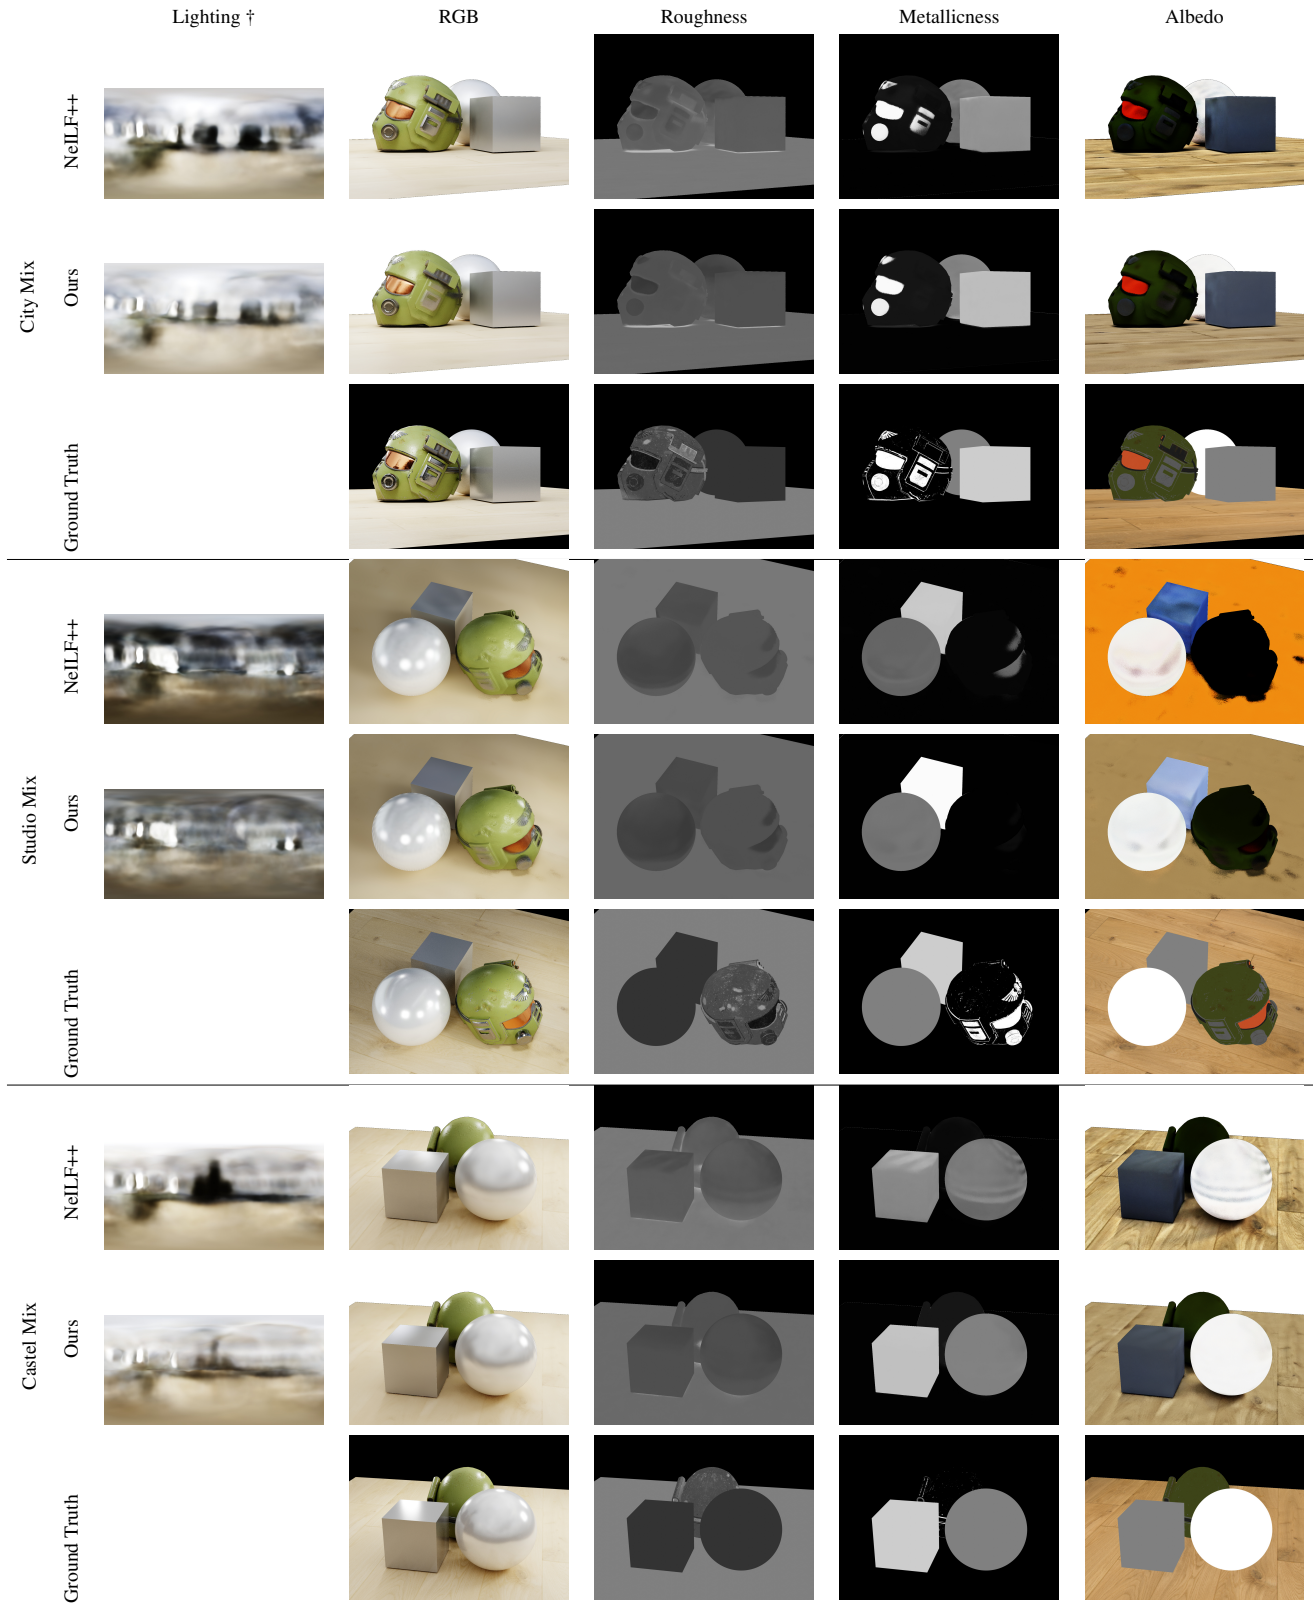 Lighting † RGB Roughness Metallicness Albedo
City Mix
NeILF++
Ours
Ground Truth
Studio Mix
NeILF++
Ours
Ground Truth
Castel Mix
NeILF++
Ours
Ground Truth